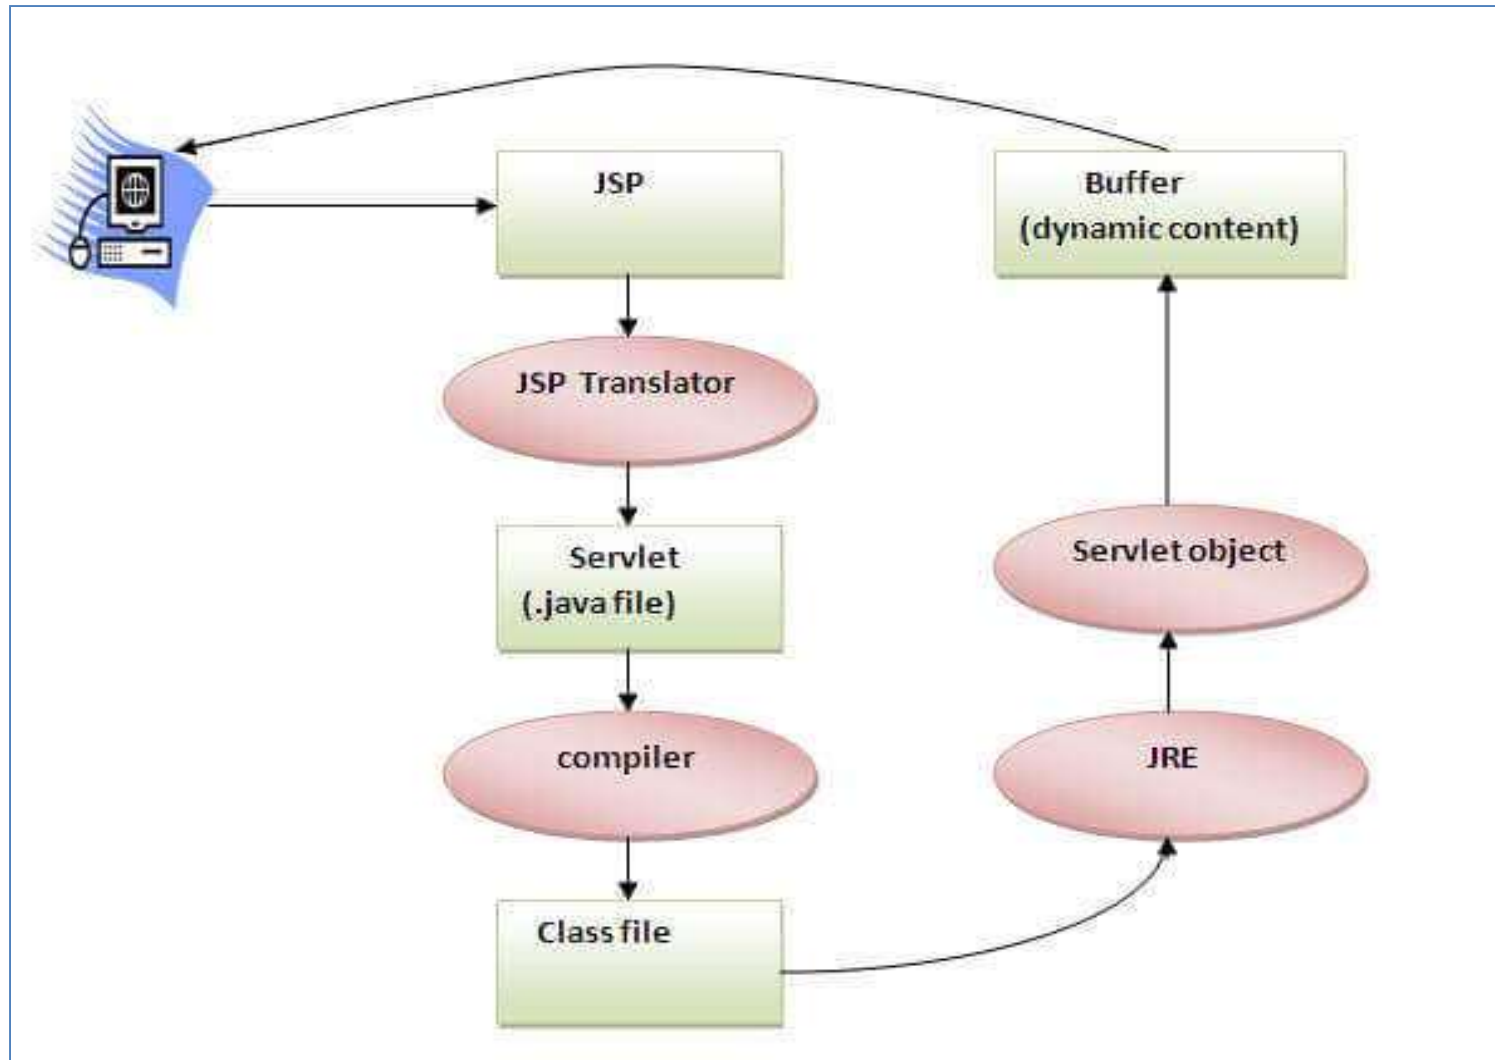 JSP
Buffer
(dynamic content)
JSP Translator
Servlet
(.java file)
Servlet object
compiler
JRE
Class file